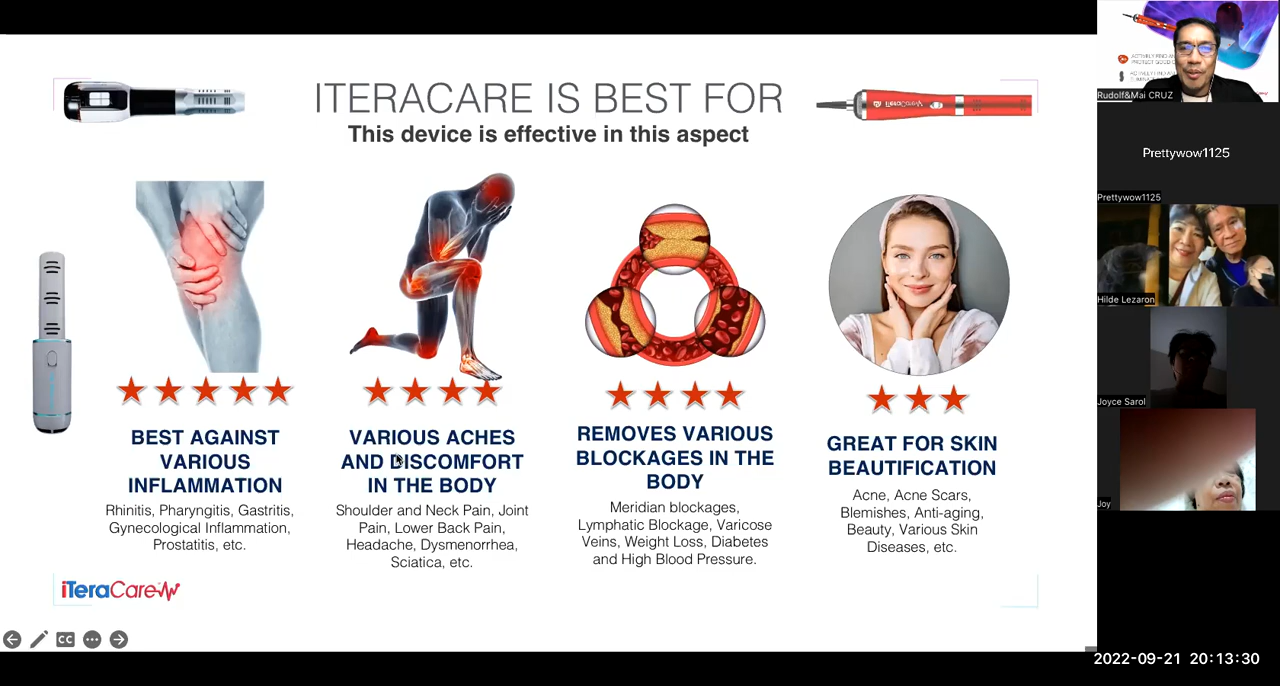 ITERACARE IS BEST FOR
This device is effective in this aspect
iTeraCare
BEST AGAINST
VARIOUS
INFLAMMATION
Rhinitis, Pharyngitis, Gastritis,
Gynecological Inflammation,
Prostatitis, etc.
VARIOUS ACHES
AND DISCOMFORT
IN THE BODY
Shoulder and Neck Pain, Joint
Pain, Lower Back Pain,
Headache, Dysmenorrhea,
Sciatica, etc.
REMOVES VARIOUS
BLOCKAGES IN THE
BODY
Meridian blockages,
Lymphatic Blockage, Varicose
Veins, Weight Loss, Diabetes
and High Blood Pressure.
GREAT FOR SKIN
BEAUTIFICATION
Acne, Acne Scars,
Blemishes, Anti-aging,
Beauty, Various Skin
Diseases, etc.
iTeraCare
CC
Rudolf&Mai CRUZ
Prettywow1125
Prettywow1125
Hilde Lezaron
Joyce Sarol
Joy
2022-09-21 20:13:30